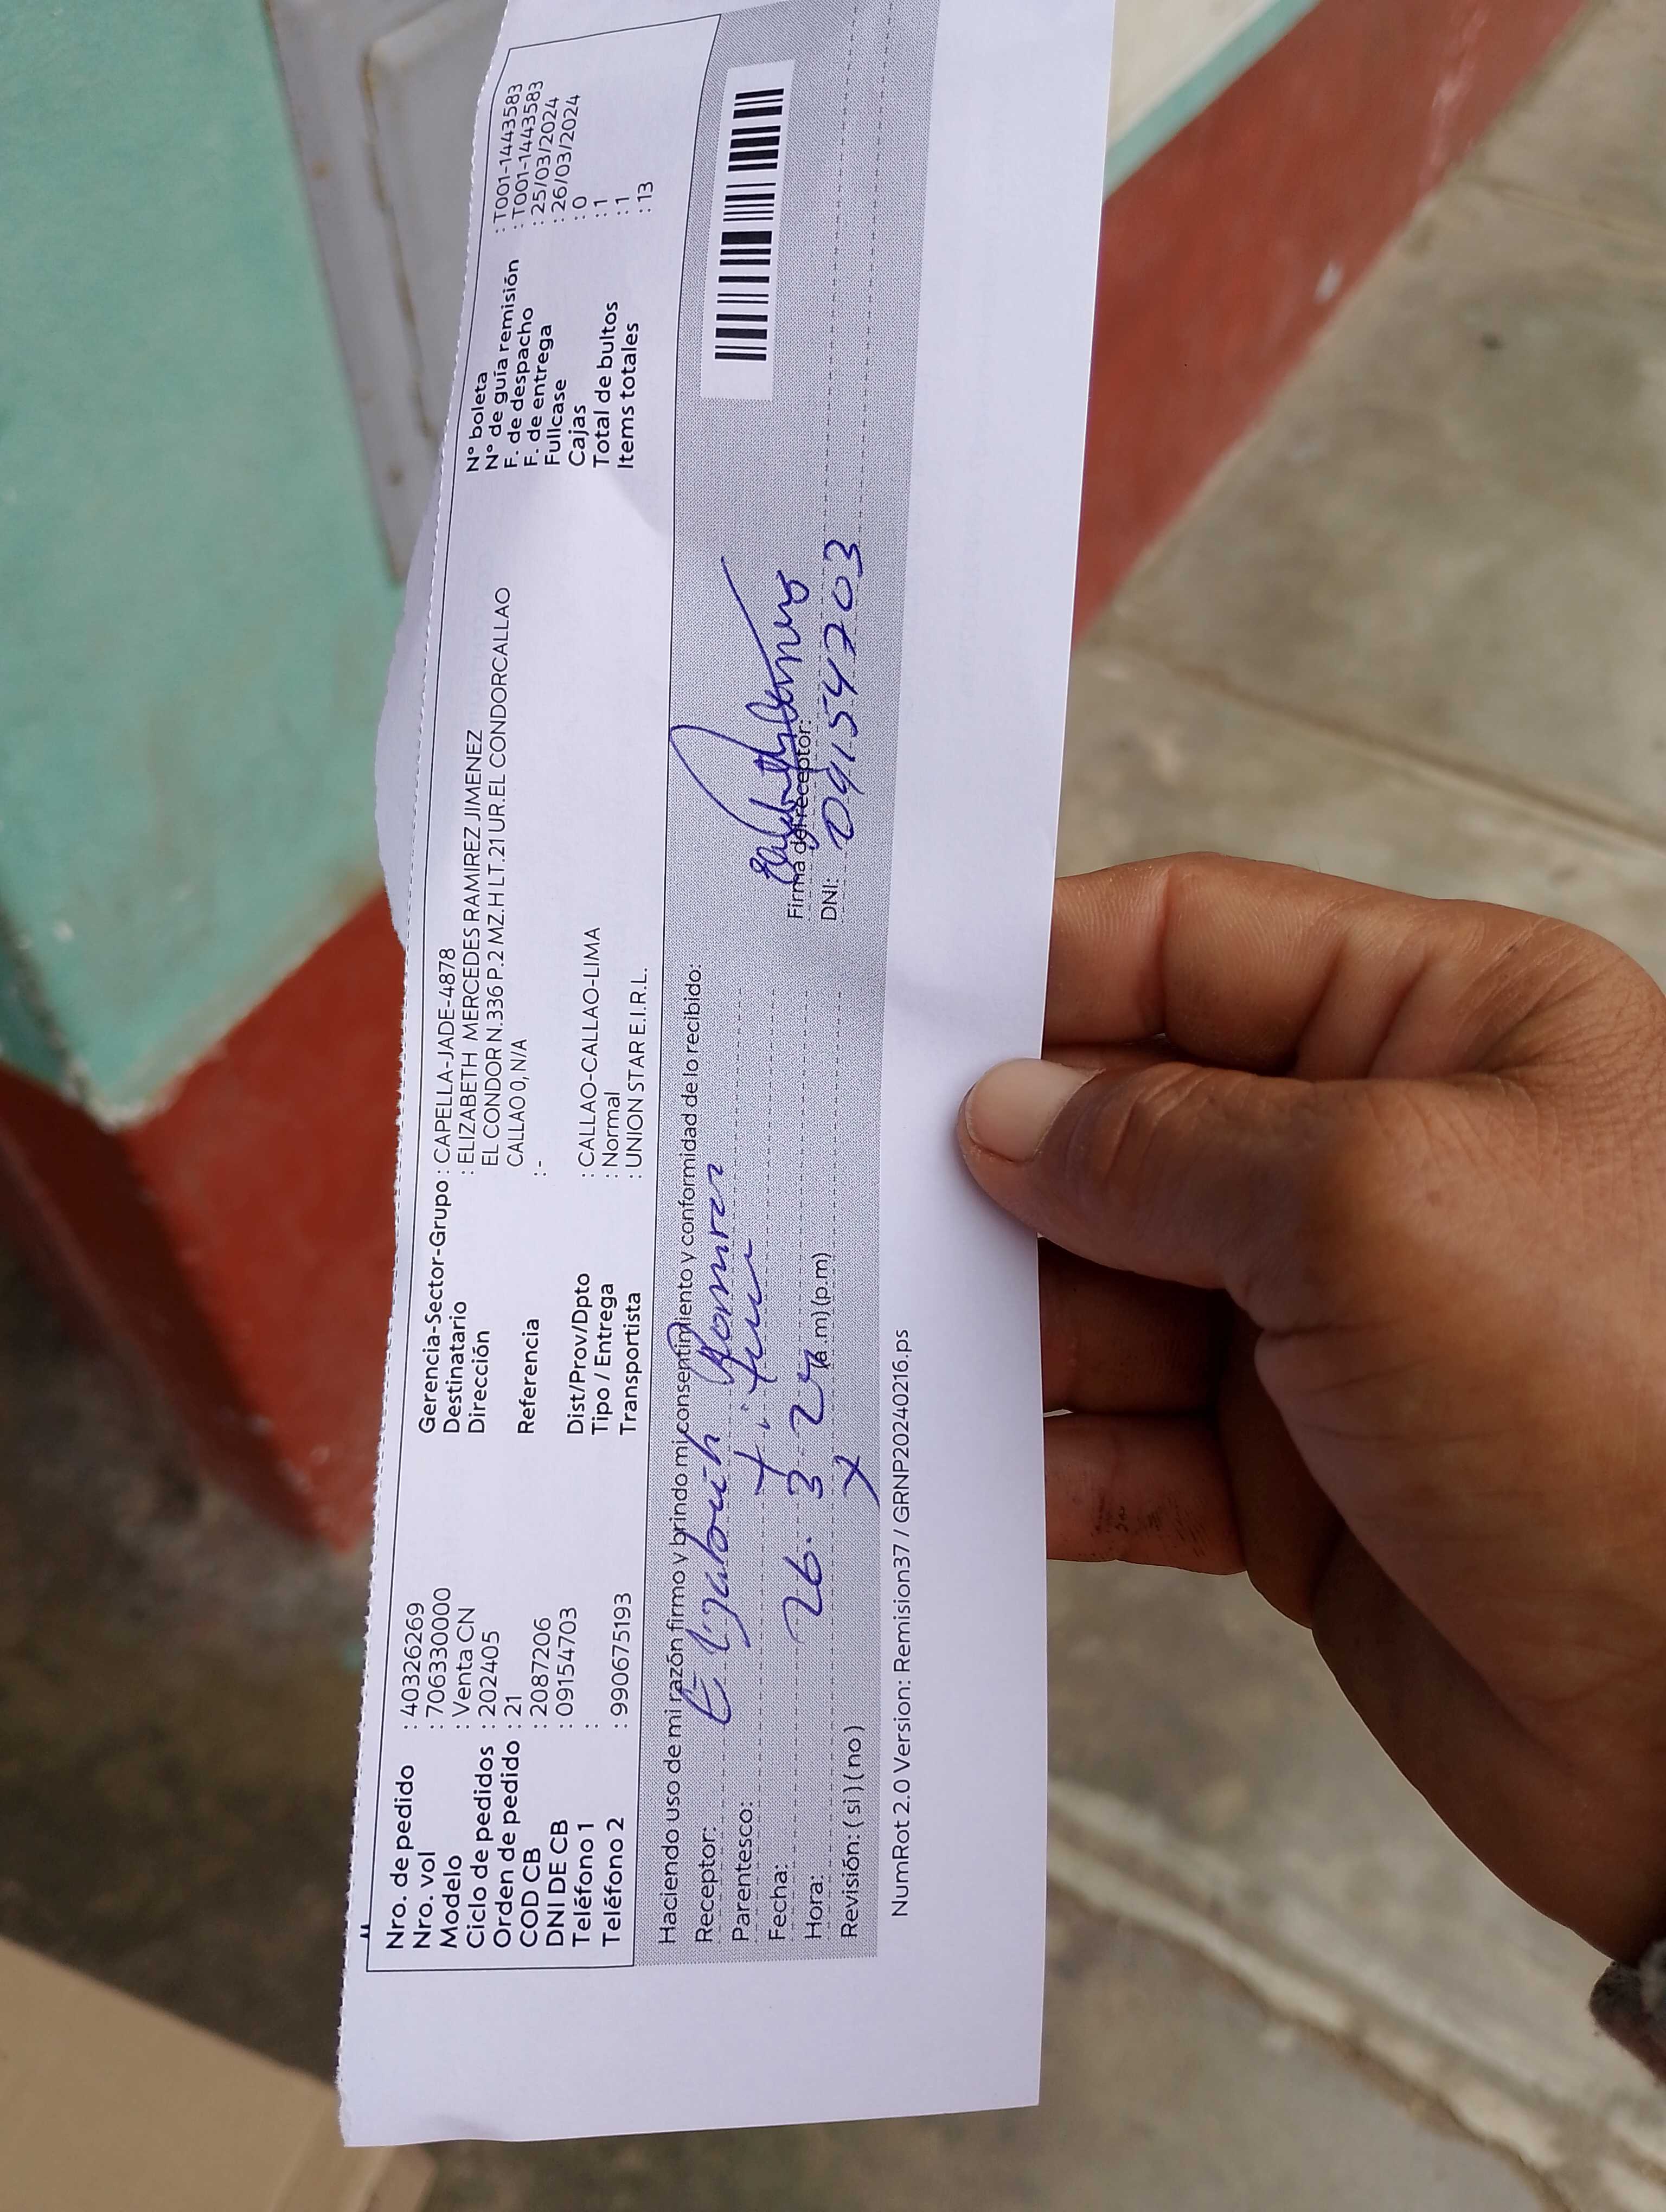 Nro. de pedido : 40326269
Nro. vol : 706330000
Modelo : Venta CN
Ciclo de pedidos : 202405
Orden de pedido : 21
COD CB : 2087206
DNI DE CB : 09154703
Teléfono 1 :
Teléfono 2 : 990675193
Gerencia-Sector-Grupo : CAPELLA-JADE-4878
Destinatario : ELIZABETH MERCEDES RAMIREZ JIMENEZ
Dirección EL CONDOR N.336 P.2 MZ.H LT.21 UR.EL CONDORCALLAO
CALLAO 0, N/A
Referencia : -
Dist/Prov/Dpto : CALLAO-CALLAO-LIMA
Tipo / Entrega : Normal
Transportista : UNION STAR E.I.R.L.
N° boleta : T001-1443583
N° de guía remisión : T001-1443583
F. de despacho : 25/03/2024
F. de entrega : 26/03/2024
Fullcase : 0
Cajas : 1
Total de bultos : 1
Items totales : 13
Haciendo uso de mi razón firmo y brindo mi consentimiento y conformidad de lo recibido:
Receptor: Elizabeth Ramirez
Parentesco:
Fecha: 26. 3 24
Hora: (a.m) (p.m)
Revisión: ( si ) ( no ) X
Firma del receptor:
DNI: 09154703
NumRot 2.0 Version: Remision37 / GRNP20240216.ps